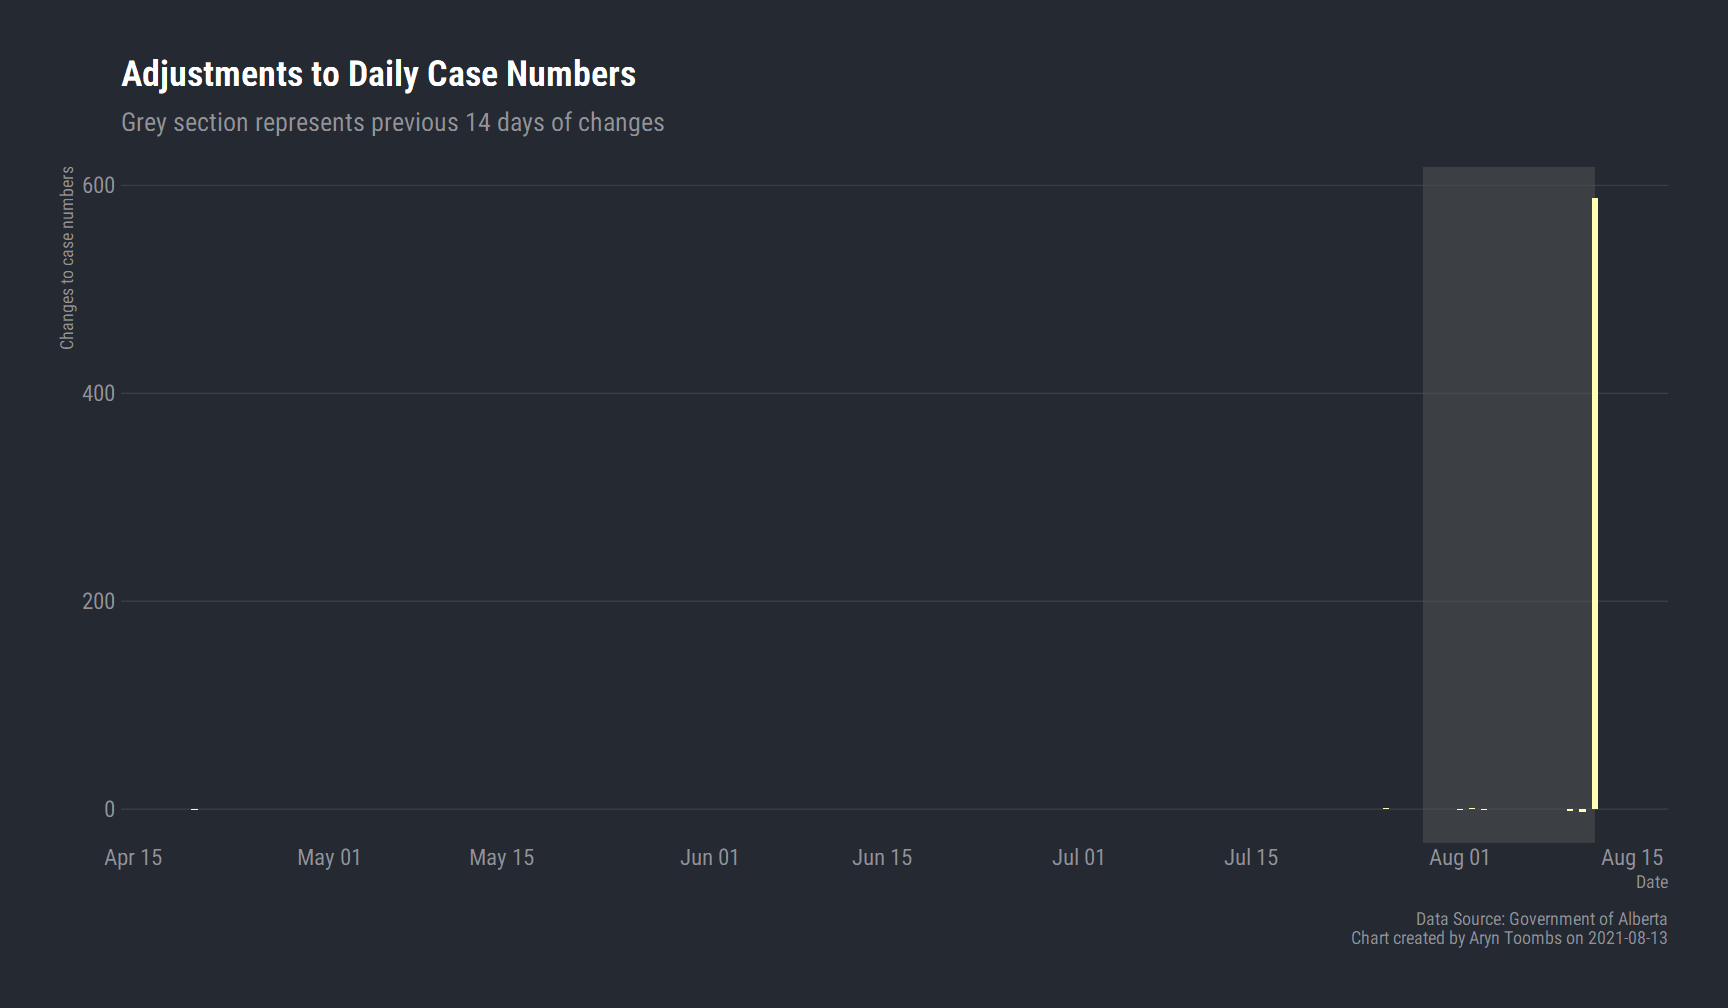 Adjustments to Daily Case Numbers
Grey section represents previous 14 days of changes
Changes to case numbers
600
400
200
0
Apr 15 May 01 May 15 Jun 01 Jun 15 Jul 01 Jul 15 Aug 01 Aug 15
Date
Data Source: Government of Alberta
Chart created by Aryn Toombs on 2021-08-13